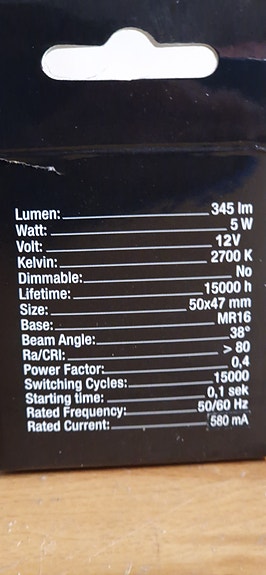 Lumen: 345 lm
Watt: 5 W
Volt: 12V
Kelvin: 2700 K
Dimmable: No
Lifetime: 15000 h
Size: 50x47 mm
Base: MR16
Beam Angle: 38°
Ra/CRI: > 80
Power Factor: 0,4
Switching Cycles: 15000
Starting time: 0,1 sek
Rated Frequency: 50/60 Hz
Rated Current: 580 mA